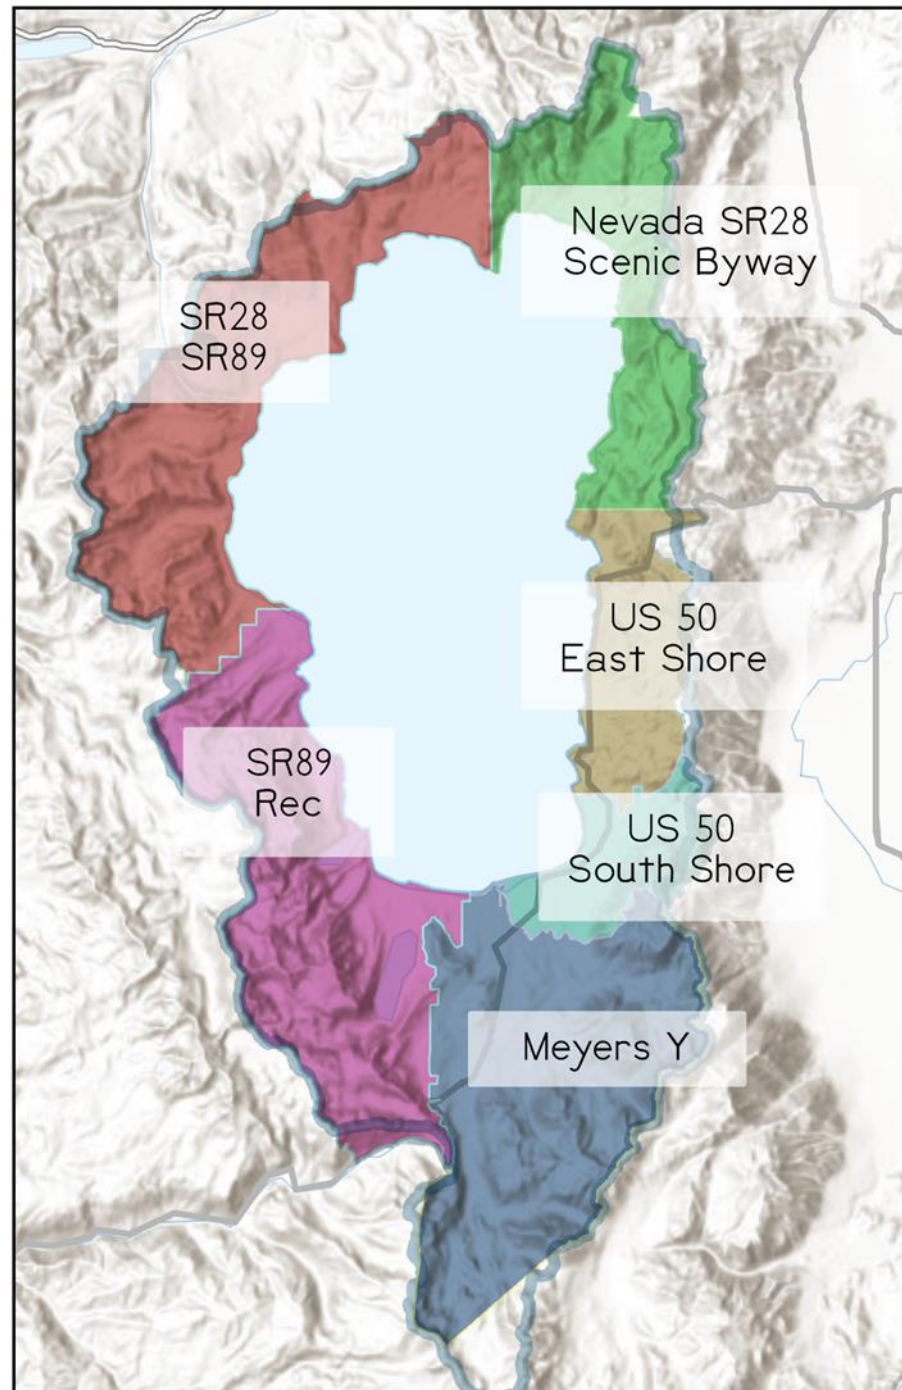 Nevada SR28
Scenic Byway
SR28
SR89
US 50
East Shore
SR89
Rec
US 50
South Shore
Meyers Y